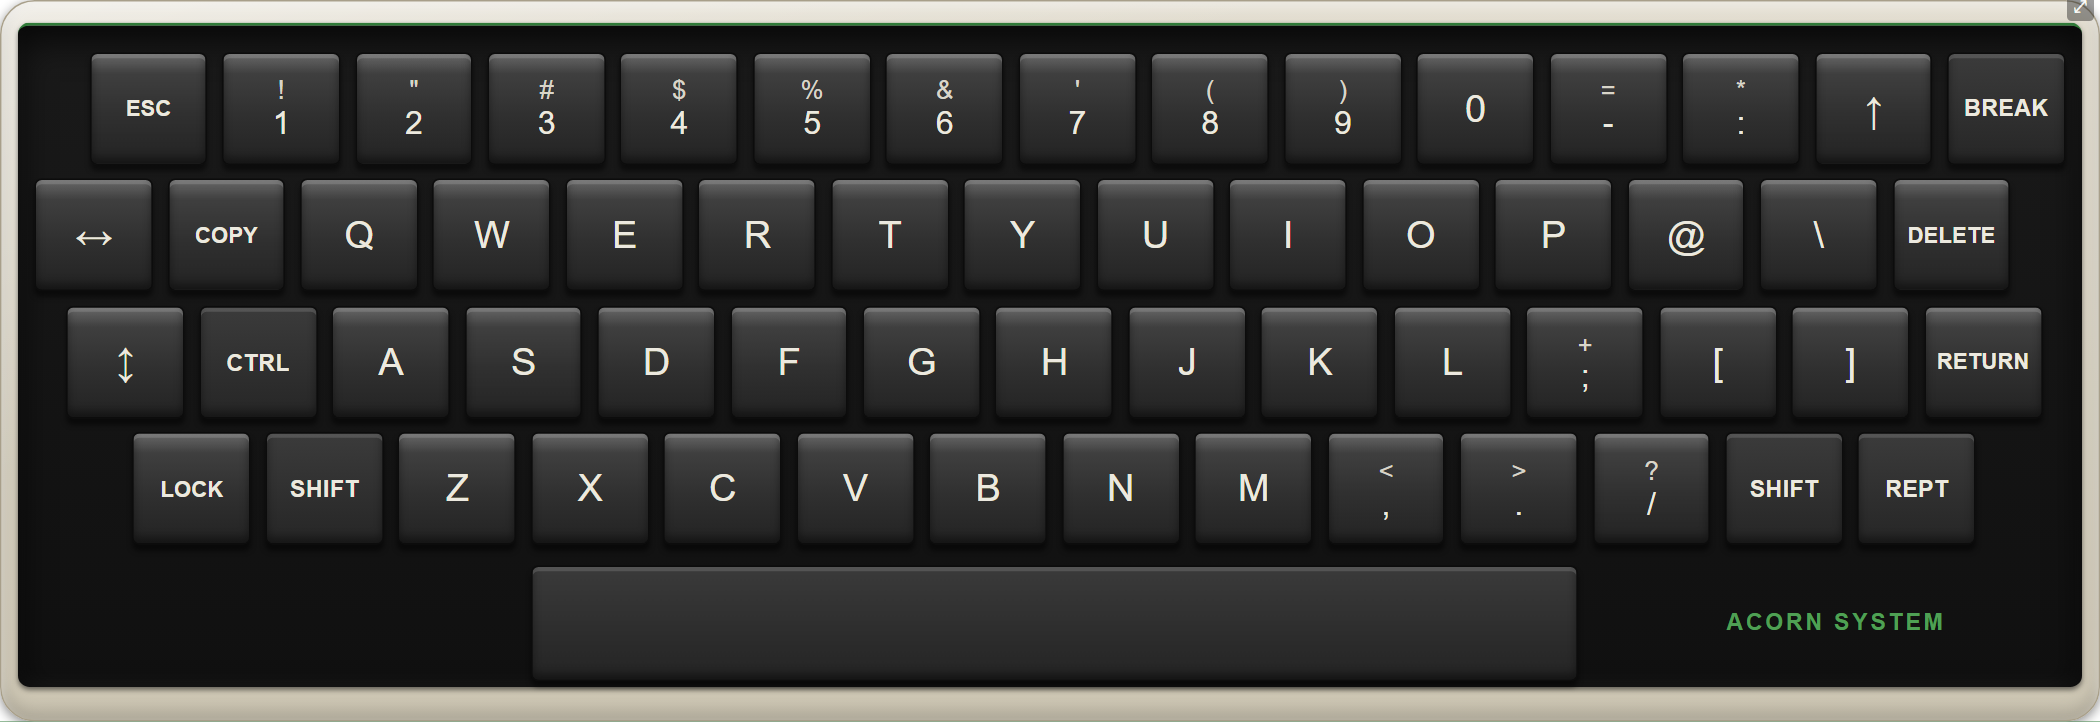 ! " # $ % & ' ( ) = *
ESC 1 2 3 4 5 6 7 8 9 0 - : ↑ BREAK
↔ COPY Q W E R T Y U I O P @ \ DELETE
+
↕ CTRL A S D F G H J K L ; [ ] RETURN
< > ?
LOCK SHIFT Z X C V B N M , . / SHIFT REPT
ACORN SYSTEM